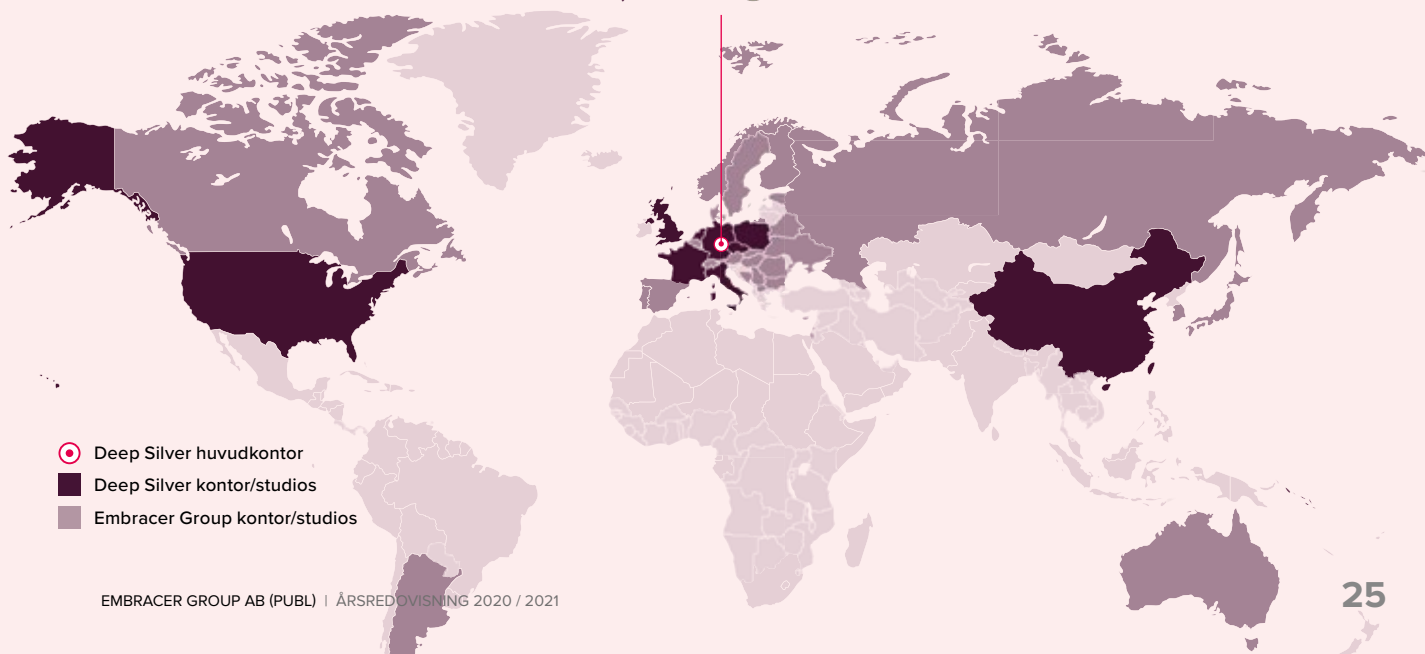 Deep Silver huvudkontor
Deep Silver kontor/studios
Embracer Group kontor/studios
EMBRACER GROUP AB (PUBL) | ÅRSREDOVISNING 2020 / 2021
25